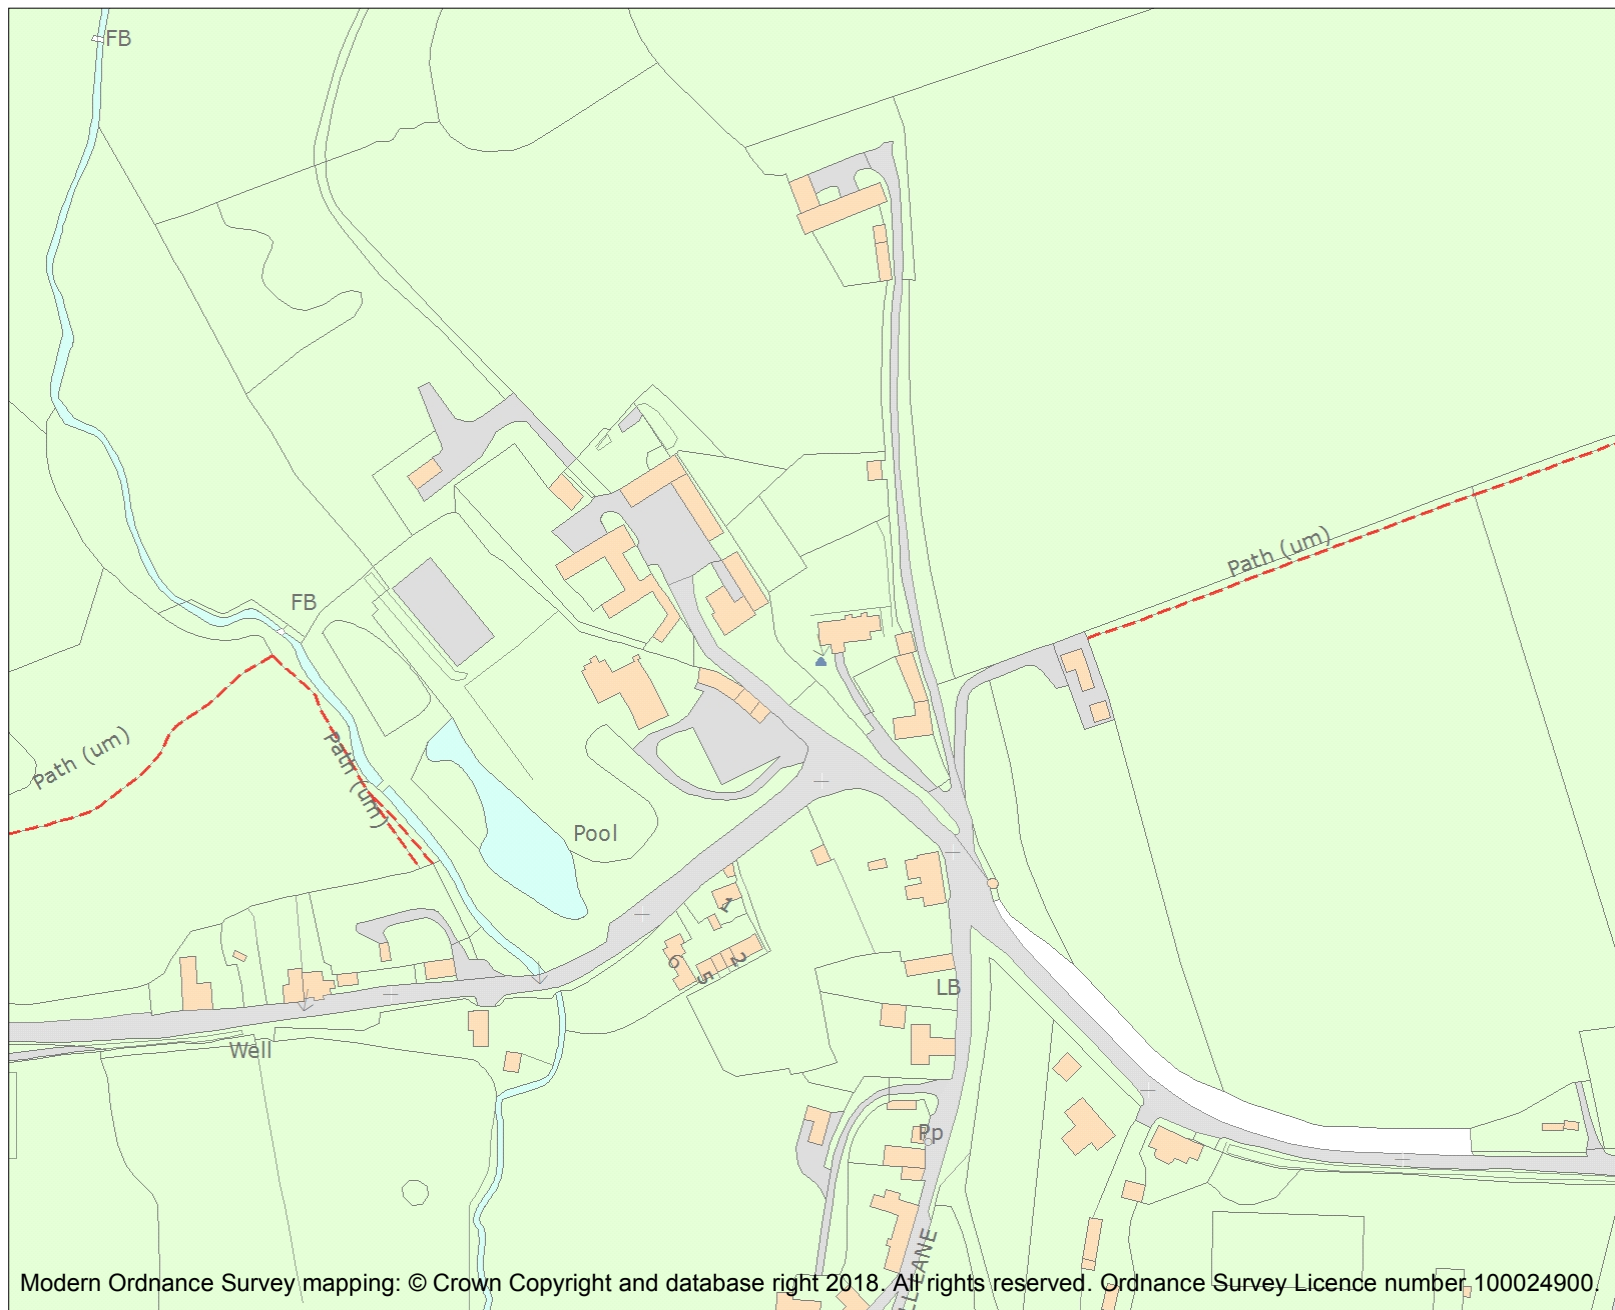 FB
Path (um)
FB
Path (um)
Path (um)
Pool
1
2
6
5
LB
Well
Pp
LANE
Modern Ordnance Survey mapping: © Crown Copyright and database right 2018. All rights reserved. Ordnance Survey Licence number 100024900.